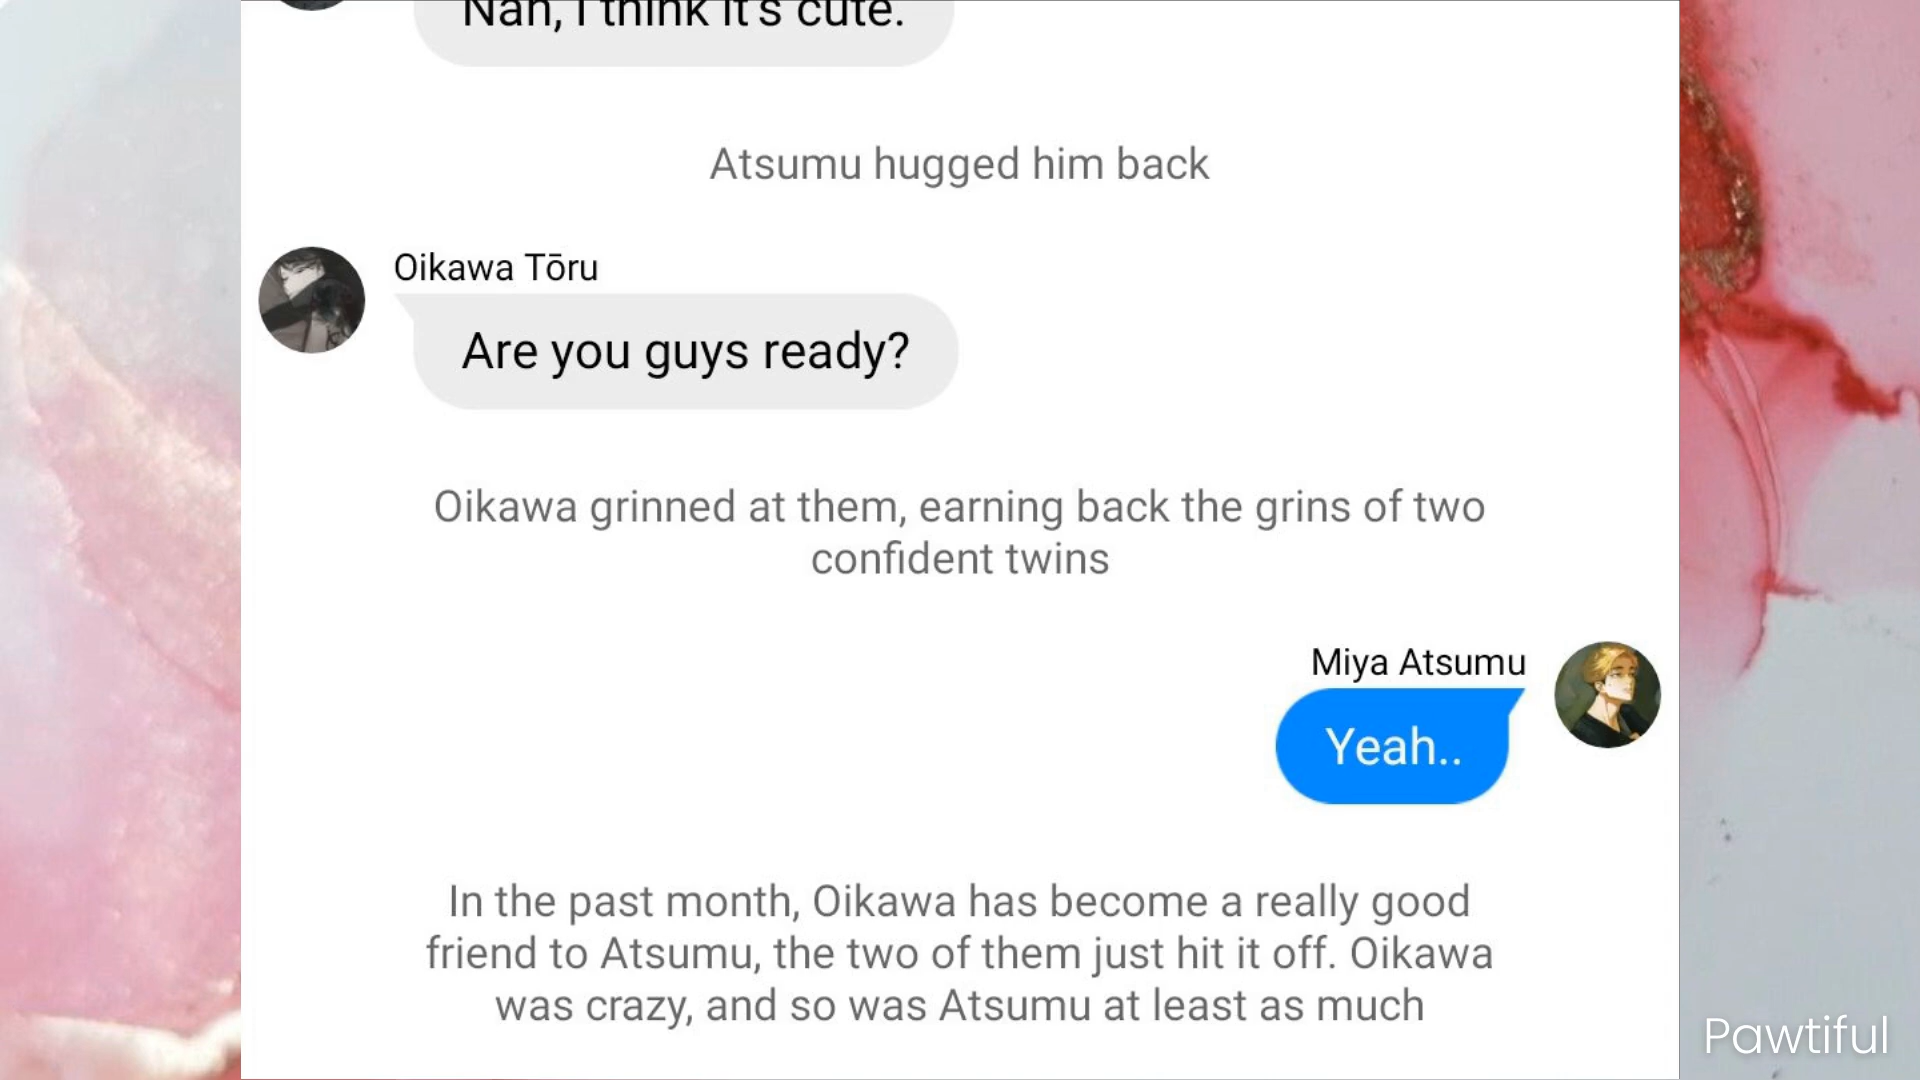 Nah, I think it's cute.
Atsumu hugged him back
Oikawa Tōru
Are you guys ready?
Oikawa grinned at them, earning back the grins of two
confident twins
Miya Atsumu
Yeah..
In the past month, Oikawa has become a really good
friend to Atsumu, the two of them just hit it off. Oikawa
was crazy, and so was Atsumu at least as much
Pawtiful